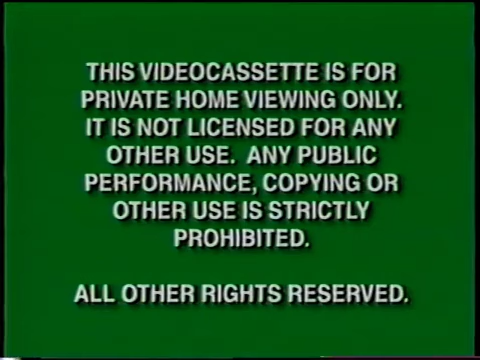 THIS VIDEOCASSETTE IS FOR
PRIVATE HOME VIEWING ONLY.
IT IS NOT LICENSED FOR ANY
OTHER USE.  ANY PUBLIC
PERFORMANCE, COPYING OR
OTHER USE IS STRICTLY
PROHIBITED.
ALL OTHER RIGHTS RESERVED.